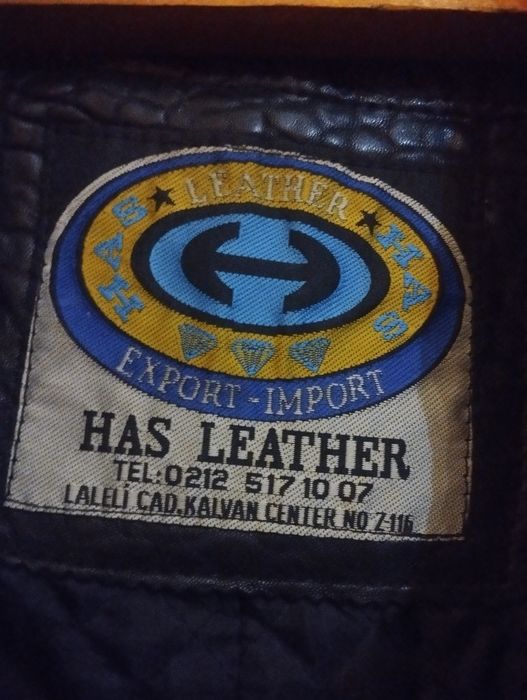 HAS ★ LEATHER ★ HAS
EXPORT-IMPORT
HAS LEATHER
TEL:0212 517 10 07
LALELİ CAD.KALVAN CENTER NO Z-116